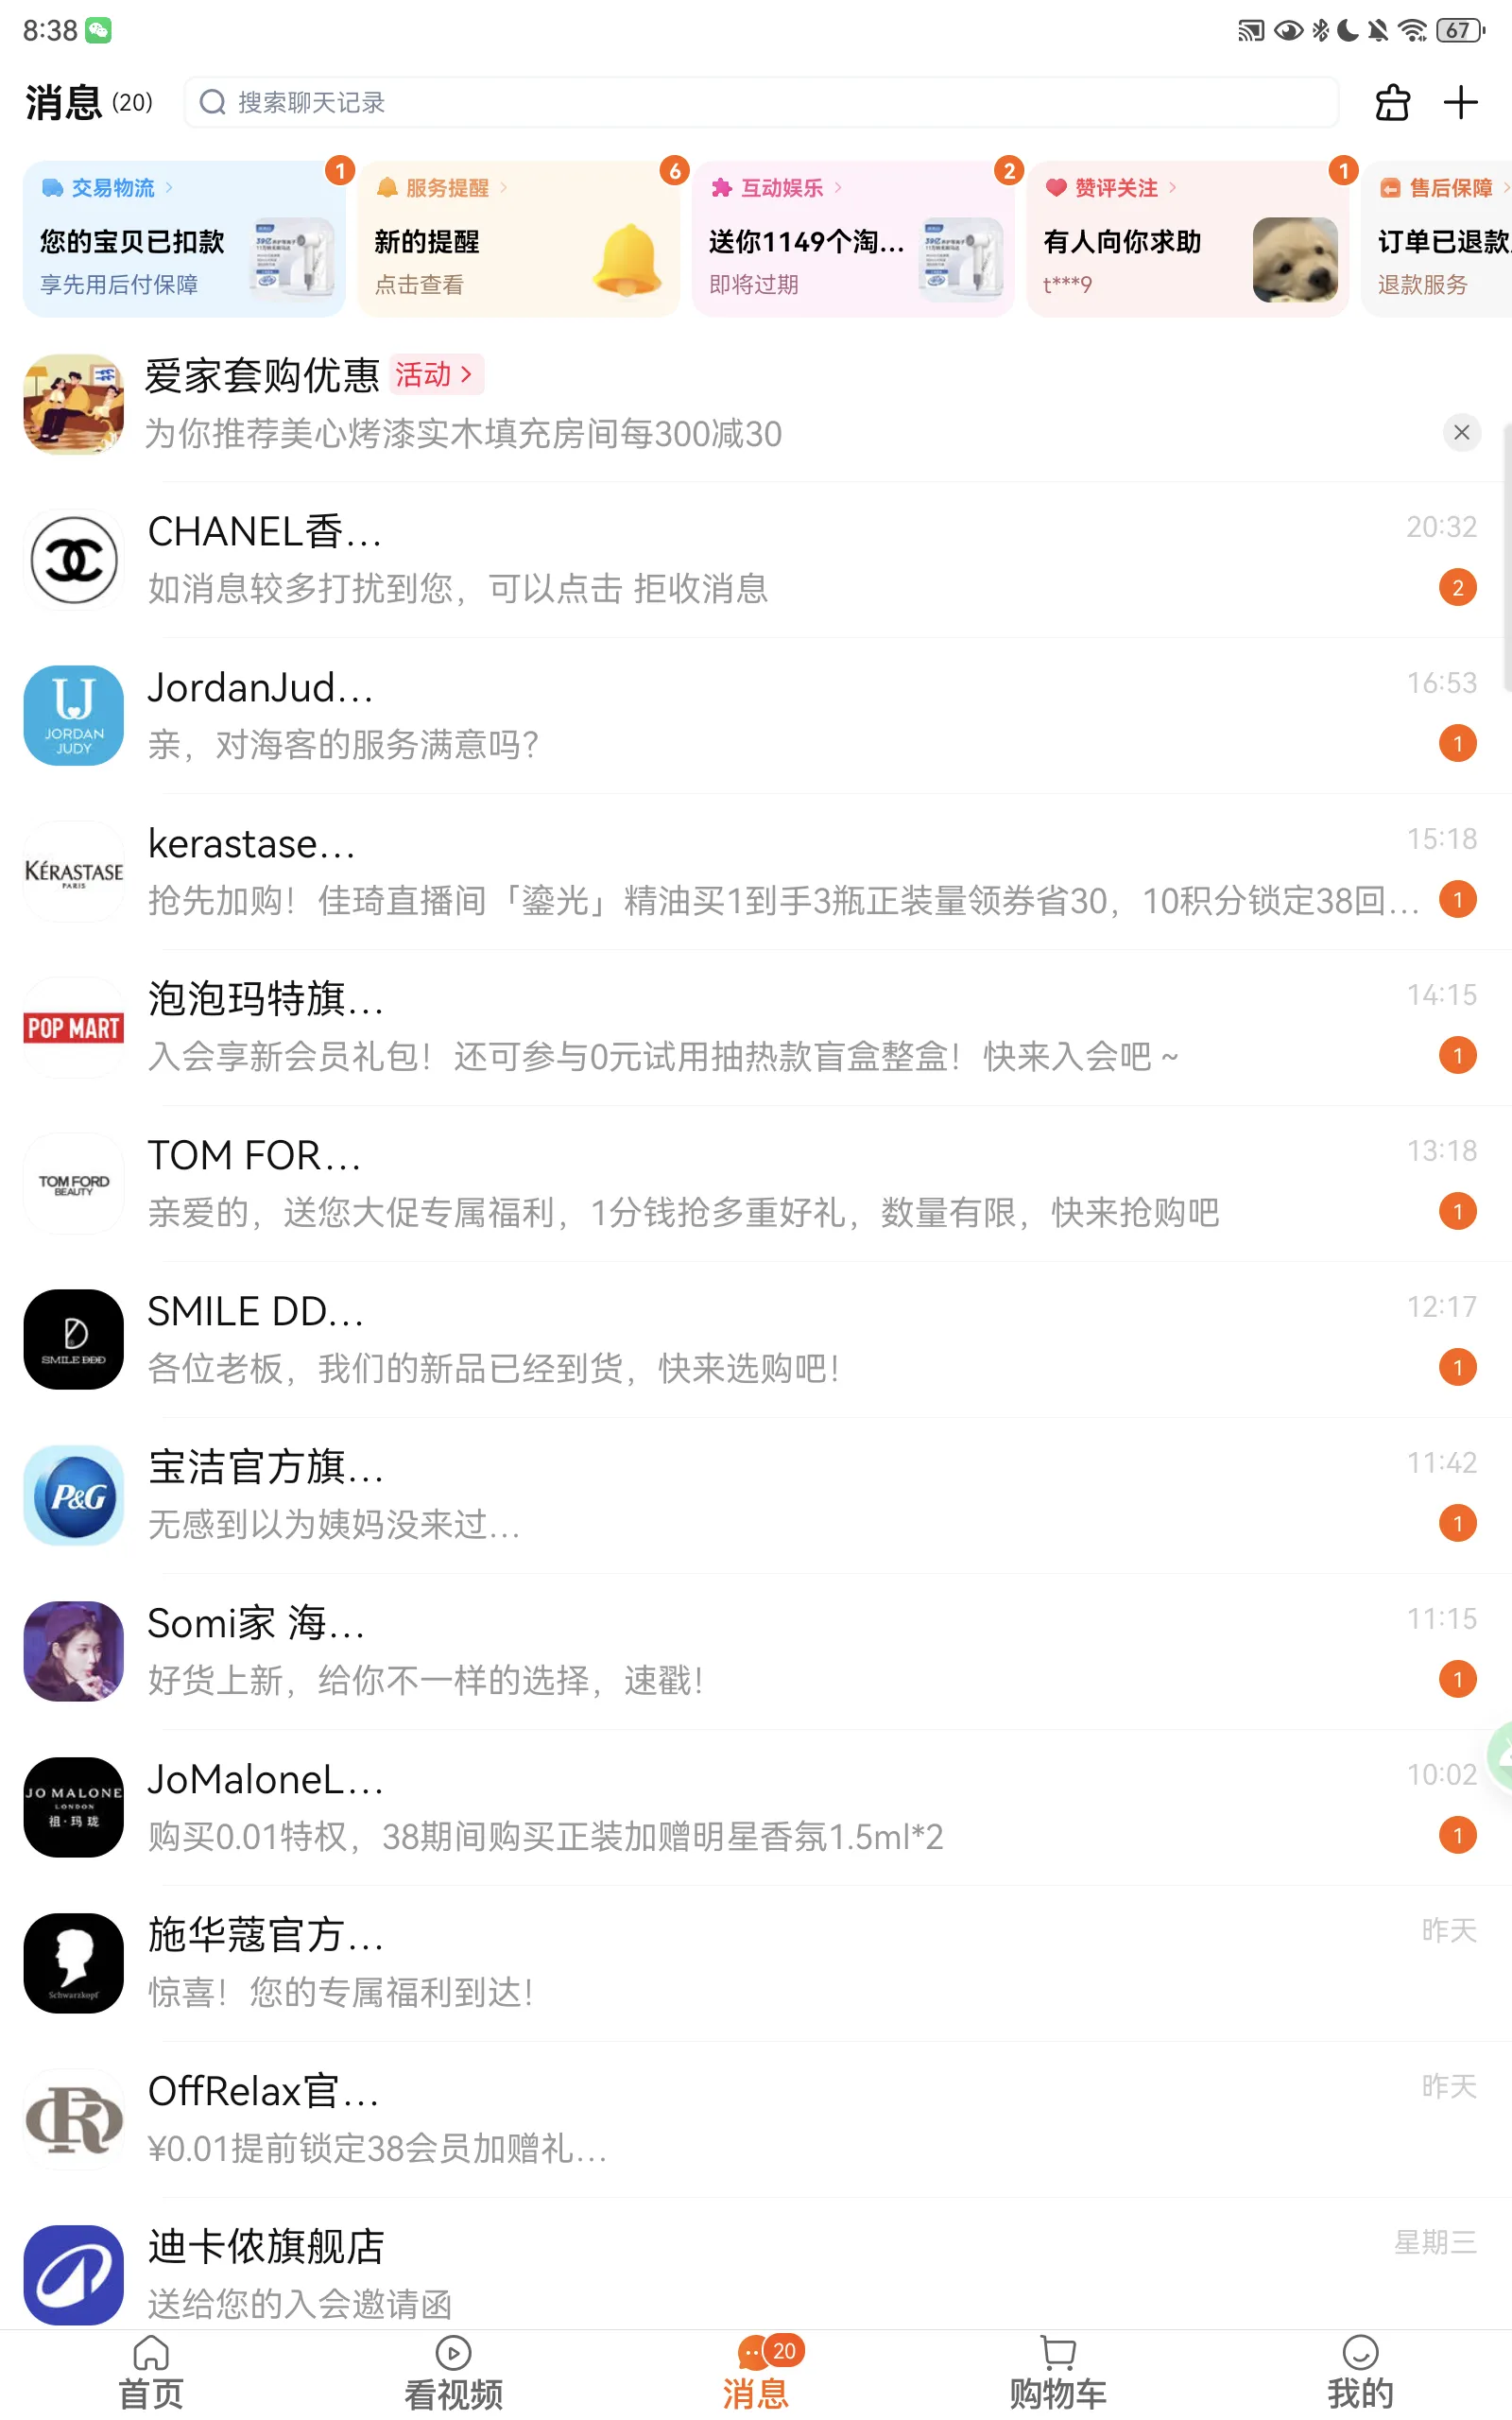 8:38
67
消息 (20)
搜索聊天记录
交易物流
1
您的宝贝已扣款
享先用后付保障
服务提醒
6
新的提醒
点击查看
互动娱乐
2
送你1149个淘...
即将过期
赞评关注
1
有人向你求助
t***9
售后保障
订单已退款
退款服务
爱家套购优惠 活动
为你推荐美心烤漆实木填充房间每300减30
CHANEL香...
20:32
如消息较多打扰到您，可以点击 拒收消息
2
JORDAN
JUDY
JordanJud...
16:53
亲，对海客的服务满意吗？
1
KÉRASTASE
PARIS
kerastase...
15:18
抢先加购！佳琦直播间「鎏光」精油买1到手3瓶正装量领券省30，10积分锁定38回...
1
POP MART
泡泡玛特旗...
14:15
入会享新会员礼包！还可参与0元试用抽热款盲盒整盒！快来入会吧 ~
1
TOM FORD
BEAUTY
TOM FOR...
13:18
亲爱的，送您大促专属福利，1分钱抢多重好礼，数量有限，快来抢购吧
1
SMILE DDD
SMILE DD...
12:17
各位老板，我们的新品已经到货，快来选购吧！
1
P&G
宝洁官方旗...
11:42
无感到以为姨妈没来过...
1
Somi家 海...
11:15
好货上新，给你不一样的选择，速戳！
1
JO MALONE
LONDON
祖·玛珑
JoMaloneL...
10:02
购买0.01特权，38期间购买正装加赠明星香氛1.5ml*2
1
Schwarzkopf
施华蔻官方...
昨天
惊喜！您的专属福利到达！
OffRelax官...
昨天
¥0.01提前锁定38会员加赠礼...
迪卡侬旗舰店
星期三
送给您的入会邀请函
首页
看视频
20
消息
购物车
我的